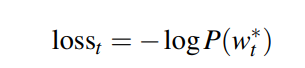 loss_t = −log P(w_t^*)